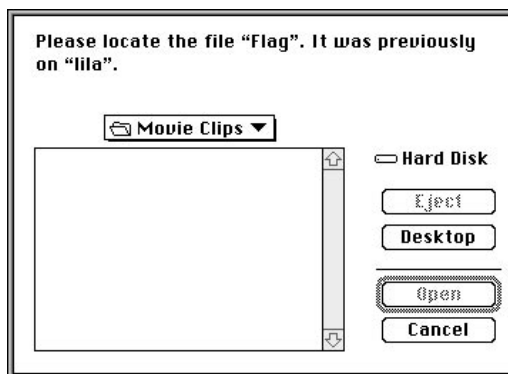 Please locate the file “Flag”. It was previously
on “lila”.
Movie Clips
Hard Disk
Eject
Desktop
Open
Cancel